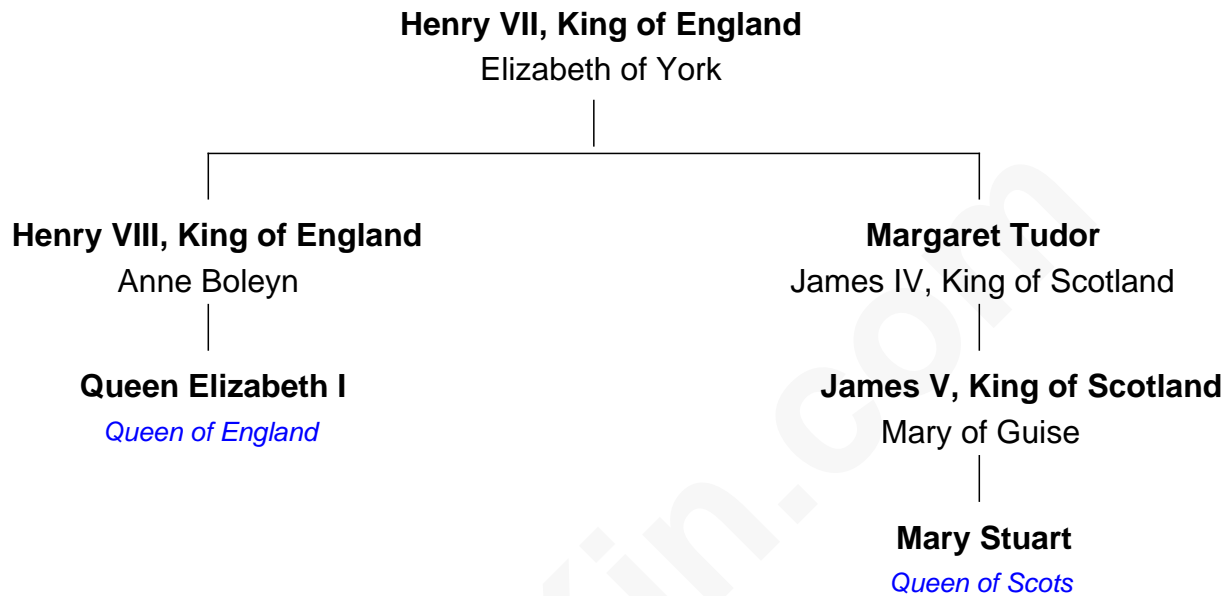 Henry VII, King of England
Elizabeth of York
Henry VIII, King of England
Anne Boleyn
Margaret Tudor
James IV, King of Scotland
Queen Elizabeth I
Queen of England
James V, King of Scotland
Mary of Guise
Mary Stuart
Queen of Scots